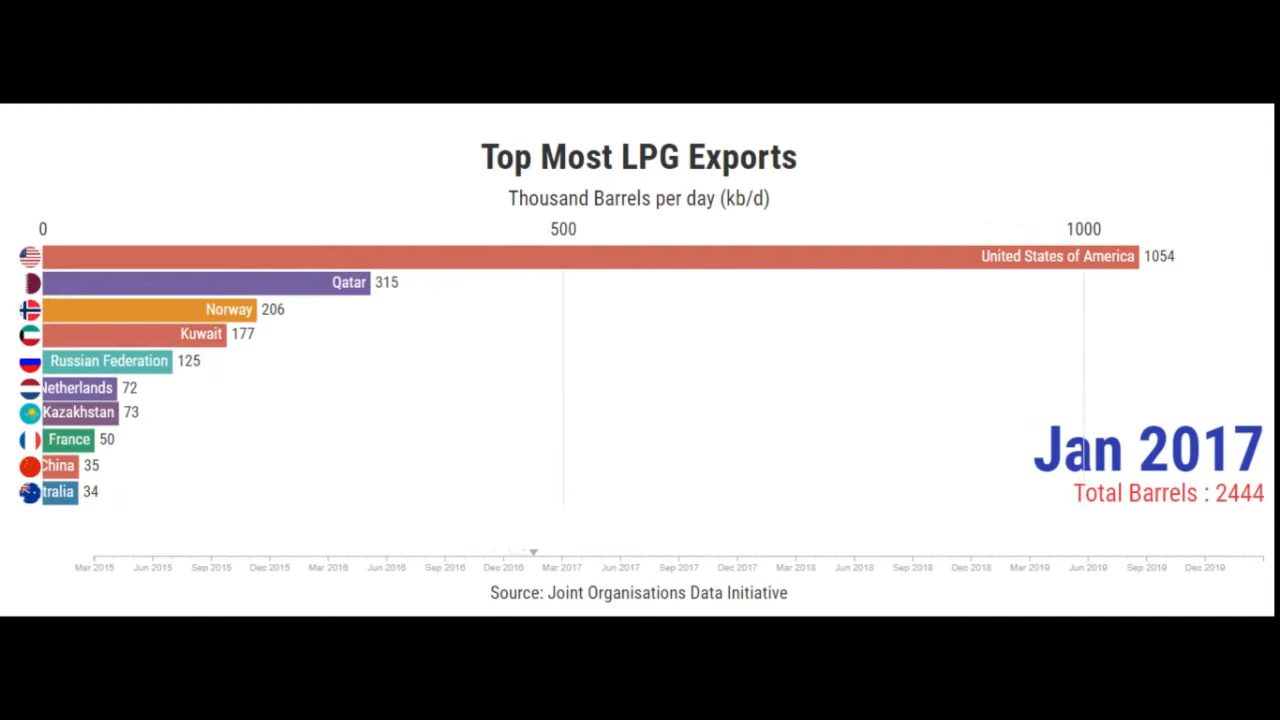 Top Most LPG Exports
Thousand Barrels per day (kb/d)
0 500 1000
United States of America 1054
Qatar 315
Norway 206
Kuwait 177
Russian Federation 125
Netherlands 72
Kazakhstan 73
France 50
China 35
tralia 34
Jan 2017
Total Barrels : 2444
Mar 2015 Jun 2015 Sep 2015 Dec 2015 Mar 2016 Jun 2016 Sep 2016 Dec 2016 Mar 2017 Jun 2017 Sep 2017 Dec 2017 Mar 2018 Jun 2018 Sep 2018 Dec 2018 Mar 2019 Jun 2019 Sep 2019 Dec 2019
Source: Joint Organisations Data Initiative